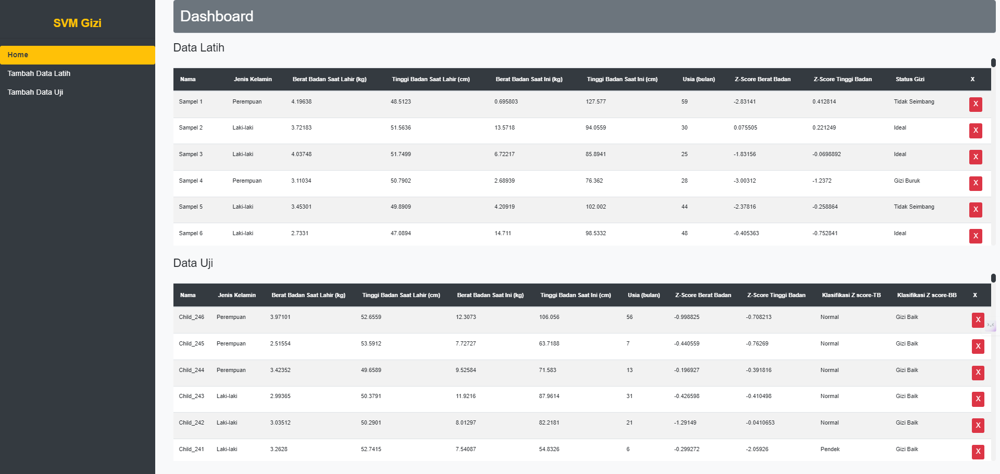 SVM Gizi
Home
Tambah Data Latih
Tambah Data Uji
Dashboard
Data Latih
Nama Jenis Kelamin Berat Badan Saat Lahir (kg) Tinggi Badan Saat Lahir (cm) Berat Badan Saat Ini (kg) Tinggi Badan Saat Ini (cm) Usia (bulan) Z-Score Berat Badan Z-Score Tinggi Badan Status Gizi X
Sampel 1 Perempuan 4.19638 48.5123 0.695803 127.577 59 -2.83141 0.412814 Tidak Seimbang X
Sampel 2 Laki-laki 3.72183 51.5636 13.5718 94.0559 30 0.075505 0.221249 Ideal X
Sampel 3 Laki-laki 4.03748 51.7499 6.72217 85.8941 25 -1.83156 -0.0698892 Ideal X
Sampel 4 Perempuan 3.11034 50.7902 2.68939 76.362 28 -3.00312 -1.2372 Gizi Buruk X
Sampel 5 Laki-laki 3.45301 49.8909 4.20919 102.002 44 -2.37816 -0.258864 Tidak Seimbang X
Sampel 6 Laki-laki 2.7331 47.0894 14.711 98.5332 48 -0.405363 -0.752841 Ideal X
Data Uji
Nama Jenis Kelamin Berat Badan Saat Lahir (kg) Tinggi Badan Saat Lahir (cm) Berat Badan Saat Ini (kg) Tinggi Badan Saat Ini (cm) Usia (bulan) Z-Score Berat Badan Z-Score Tinggi Badan Klasifikasi Z score-TB Klasifikasi Z score-BB X
Child_246 Perempuan 3.97101 52.6559 12.3073 106.056 56 -0.998825 -0.708213 Normal Gizi Baik X
Child_245 Perempuan 2.51554 53.5912 7.72727 63.7188 7 -0.440559 -0.76269 Normal Gizi Baik X
Child_244 Perempuan 3.42352 49.6589 9.52584 71.583 13 -0.196927 -0.391816 Normal Gizi Baik X
Child_243 Laki-laki 2.99365 50.3791 11.9216 87.9614 31 -0.426598 -0.410498 Normal Gizi Baik X
Child_242 Laki-laki 3.03512 50.2901 8.01297 82.2181 21 -1.29149 -0.0410653 Normal Gizi Baik X
Child_241 Laki-laki 3.2628 52.7415 7.54087 54.8326 6 -0.299272 -2.05926 Pendek Gizi Baik X